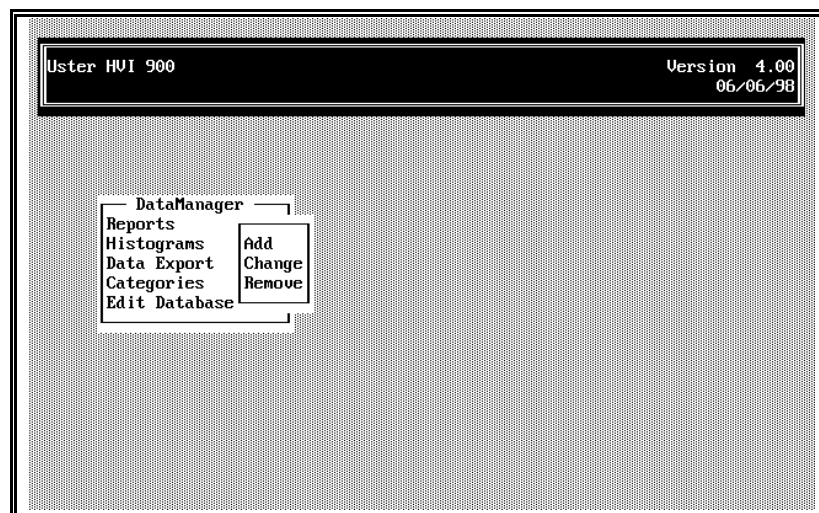 Uster HVI 900 Version 4.00
06/06/98
DataManager
Reports
Histograms
Data Export
Categories
Edit Database
Add
Change
Remove